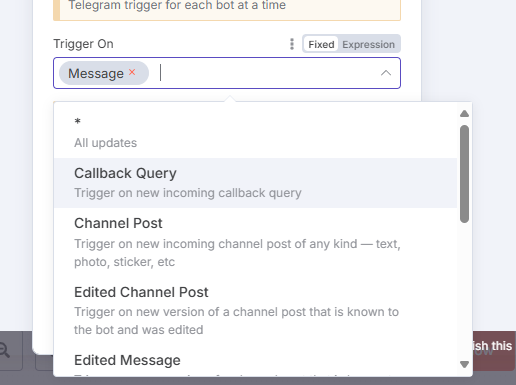 Telegram trigger for each bot at a time
Trigger On
Fixed Expression
Message ×
*
All updates
Callback Query
Trigger on new incoming callback query
Channel Post
Trigger on new incoming channel post of any kind — text,
photo, sticker, etc
Edited Channel Post
Trigger on new version of a channel post that is known to
the bot and was edited
Edited Message
ish this